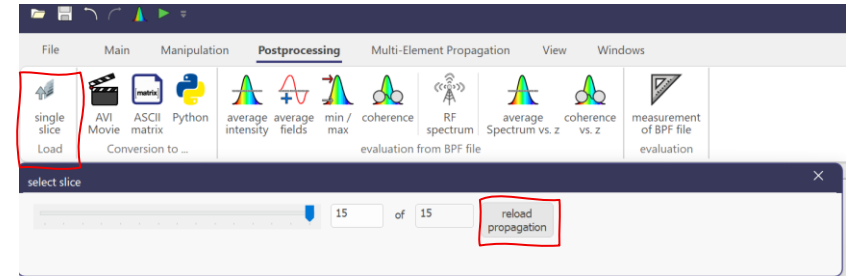 File Main Manipulation Postprocessing Multi-Element Propagation View Windows
[matrix]
single slice
AVI Movie
ASCII matrix
Python
average intensity
average fields
min / max
coherence
RF spectrum
average Spectrum vs. z
coherence vs. z
measurement of BPF file
Load Conversion to ... evaluation from BPF file evaluation
select slice
15 of 15
reload
propagation